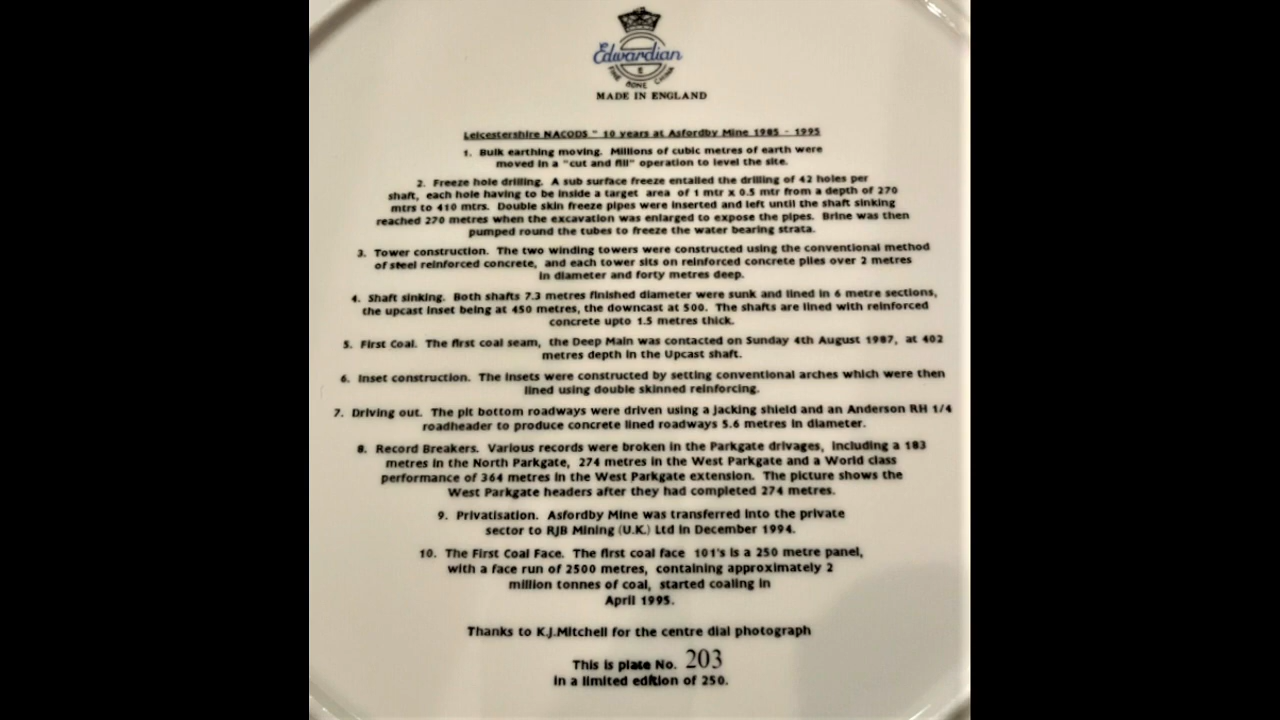 Edwardian
E
FINE BONE CHINA
MADE IN ENGLAND
Leicestershire NACODS " 10 years at Asfordby Mine 1985 - 1995
1. Bulk earthing moving. Millions of cubic metres of earth were
moved in a "cut and fill" operation to level the site.
2. Freeze hole drilling. A sub surface freeze entailed the drilling of 42 holes per
shaft, each hole having to be inside a target area of 1 mtr x 0.5 mtr from a depth of 270
mtrs to 410 mtrs. Double skin freeze pipes were inserted and left until the shaft sinking
reached 270 metres when the excavation was enlarged to expose the pipes. Brine was then
pumped round the tubes to freeze the water bearing strata.
3. Tower construction. The two winding towers were constructed using the conventional method
of steel reinforced concrete, and each tower sits on reinforced concrete piles over 2 metres
in diameter and forty metres deep.
4. Shaft sinking. Both shafts 7.3 metres finished diameter were sunk and lined in 6 metre sections,
the upcast inset being at 450 metres, the downcast at 500. The shafts are lined with reinforced
concrete upto 1.5 metres thick.
5. First Coal. The first coal seam, the Deep Main was contacted on Sunday 4th August 1987, at 402
metres depth in the Upcast shaft.
6. Inset construction. The insets were constructed by setting conventional arches which were then
lined using double skinned reinforcing.
7. Driving out. The pit bottom roadways were driven using a jacking shield and an Anderson RH 1/4
roadheader to produce concrete lined roadways 5.6 metres in diameter.
8. Record Breakers. Various records were broken in the Parkgate drivages, including a 183
metres in the North Parkgate, 274 metres in the West Parkgate and a World class
performance of 364 metres in the West Parkgate extension. The picture shows the
West Parkgate headers after they had completed 274 metres.
9. Privatisation. Asfordby Mine was transferred into the private
sector to RJB Mining (U.K.) Ltd in December 1994.
10. The First Coal Face. The first coal face 101's is a 250 metre panel,
with a face run of 2500 metres, containing approximately 2
million tonnes of coal, started coaling in
April 1995.
Thanks to K.J.Mitchell for the centre dial photograph
This is plate No. 203
in a limited edition of 250.